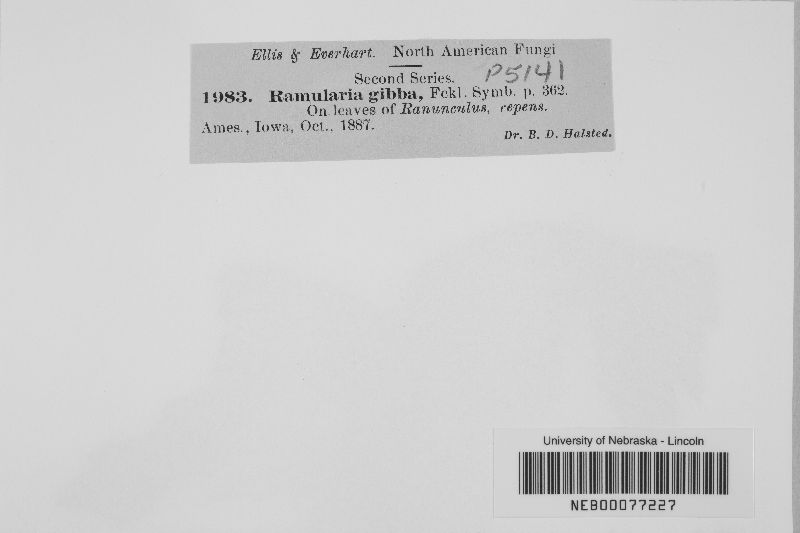 Ellis & Everhart. North American Fungi
Second Series. P5141
1983. Ramularia gibba, Fckl. Symb. p. 362.
On leaves of Ranunculus, repens.
Ames., Iowa, Oct., 1887.
Dr. B. D. Halsted.
University of Nebraska - Lincoln
NEB00077227